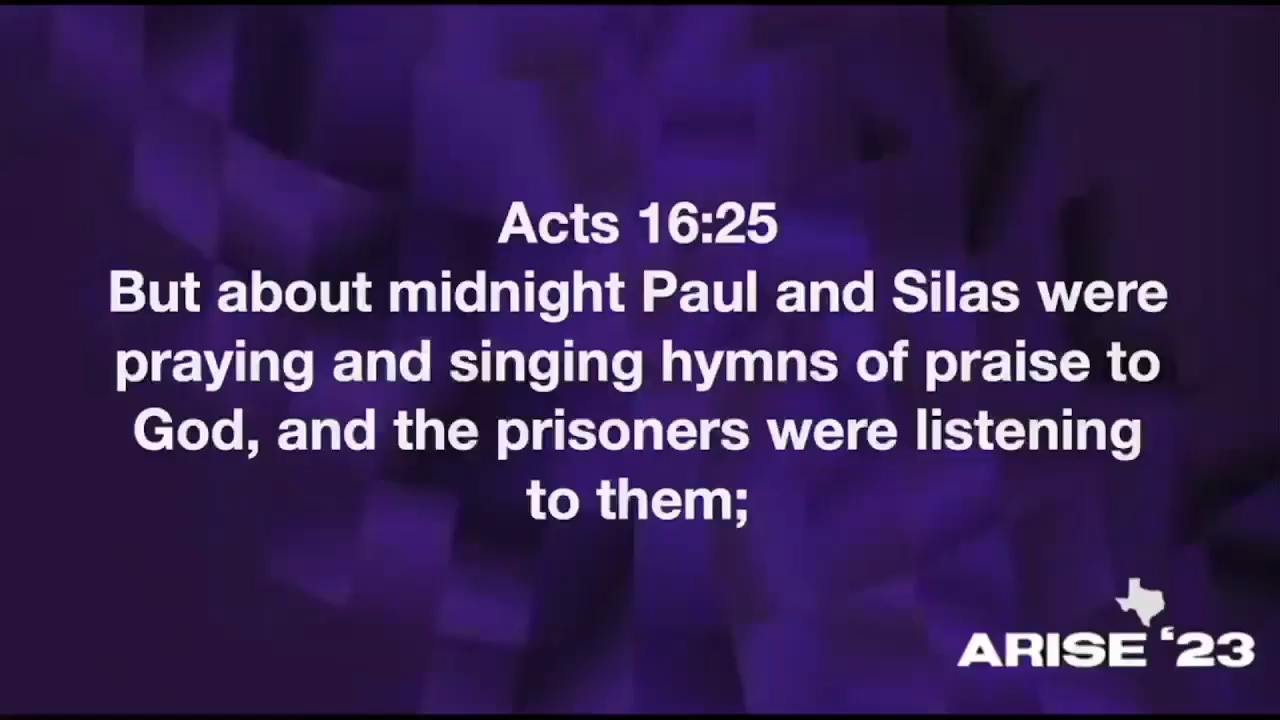 Acts 16:25
But about midnight Paul and Silas were
praying and singing hymns of praise to
God, and the prisoners were listening
to them;
ARISE ‘23